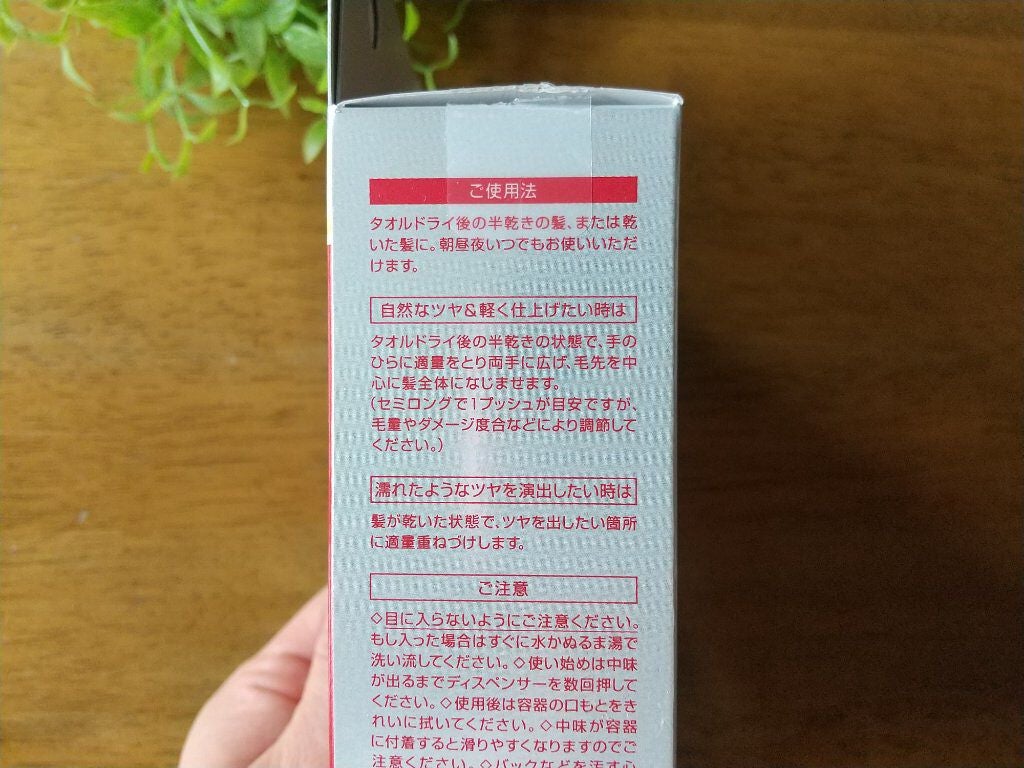 ご使用法
タオルドライ後の半乾きの髪、または乾
いた髪に。朝昼夜いつでもお使いいただ
けます。
自然なツヤ&軽く仕上げたい時は
タオルドライ後の半乾きの状態で、手の
ひらに適量をとり両手に広げ、毛先を中
心に髪全体になじませます。
(セミロングで1プッシュが目安ですが、
毛量やダメージ度合などにより調節して
ください。)
濡れたようなツヤを演出したい時は
髪が乾いた状態で、ツヤを出したい箇所
に適量重ねづけします。
ご注意
◇目に入らないようにご注意ください。
もし入った場合はすぐに水かぬるま湯で
洗い流してください。◇使い始めは中味
が出るまでディスペンサーを数回押して
ください。◇使用後は容器の口もとをき
れいに拭いてください。◇中味が容器
に付着すると滑りやすくなりますのでご
注意ください。◇バックなどを汚す心